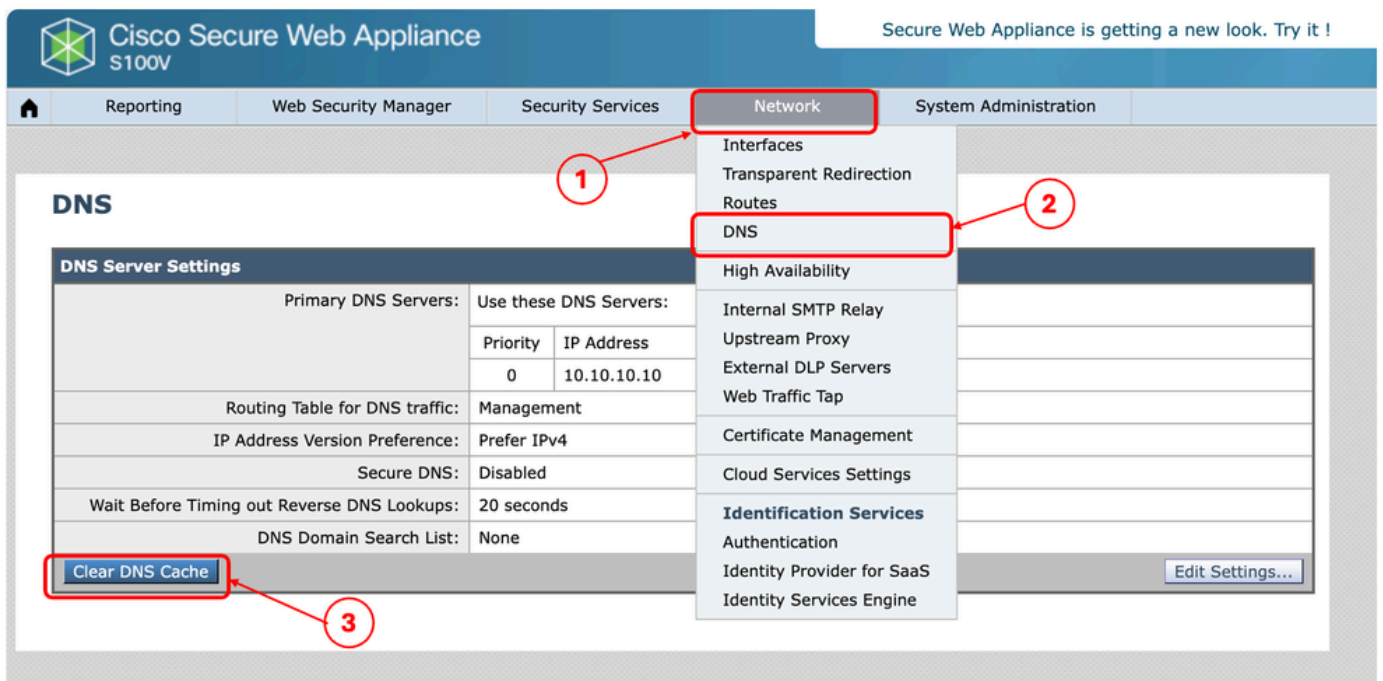 Cisco Secure Web Appliance
S100V
Secure Web Appliance is getting a new look. Try it !
Reporting
Web Security Manager
Security Services
Network
System Administration
1
Interfaces
Transparent Redirection
Routes
DNS
2
High Availability
Internal SMTP Relay
Upstream Proxy
External DLP Servers
Web Traffic Tap
Certificate Management
Cloud Services Settings
Identification Services
Authentication
Identity Provider for SaaS
Identity Services Engine
DNS
DNS Server Settings
Primary DNS Servers: Use these DNS Servers:
Priority IP Address
0 10.10.10.10
Routing Table for DNS traffic: Management
IP Address Version Preference: Prefer IPv4
Secure DNS: Disabled
Wait Before Timing out Reverse DNS Lookups: 20 seconds
DNS Domain Search List: None
Clear DNS Cache
Edit Settings...
3